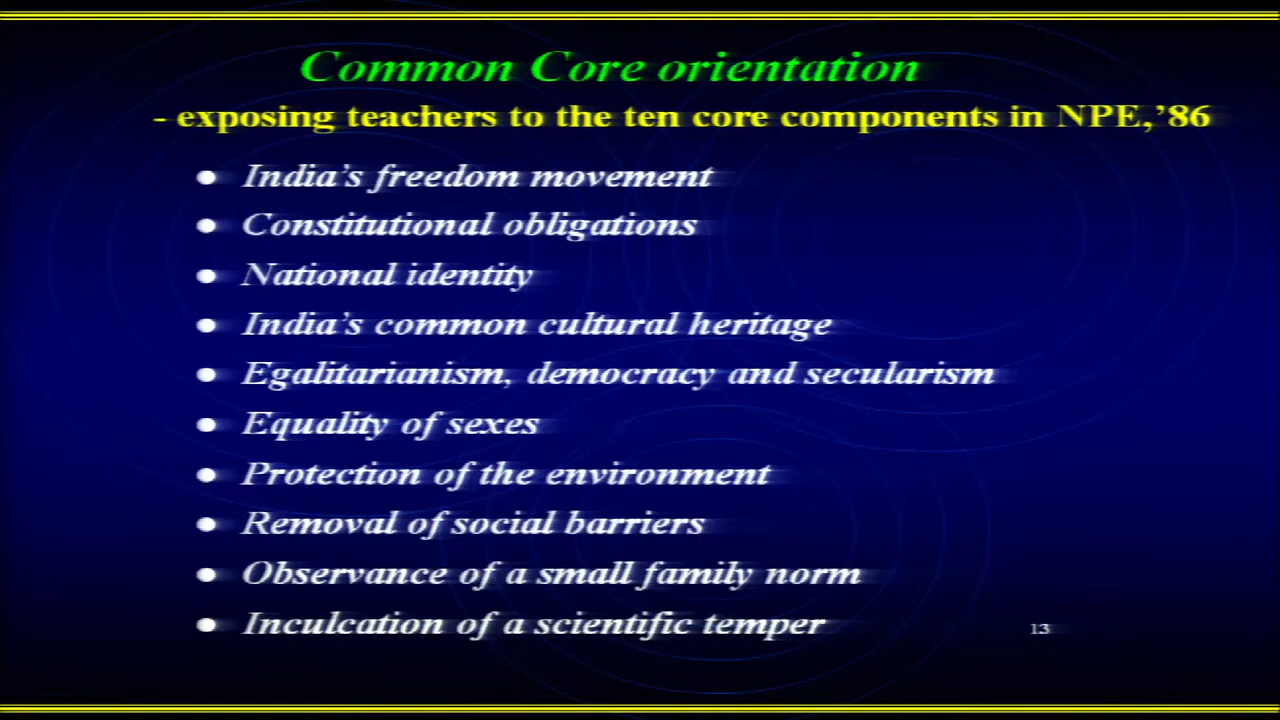 Common Core orientation
- exposing teachers to the ten core components in NPE,’86
● India’s freedom movement
● Constitutional obligations
● National identity
● India’s common cultural heritage
● Egalitarianism, democracy and secularism
● Equality of sexes
● Protection of the environment
● Removal of social barriers
● Observance of a small family norm
● Inculcation of a scientific temper
13